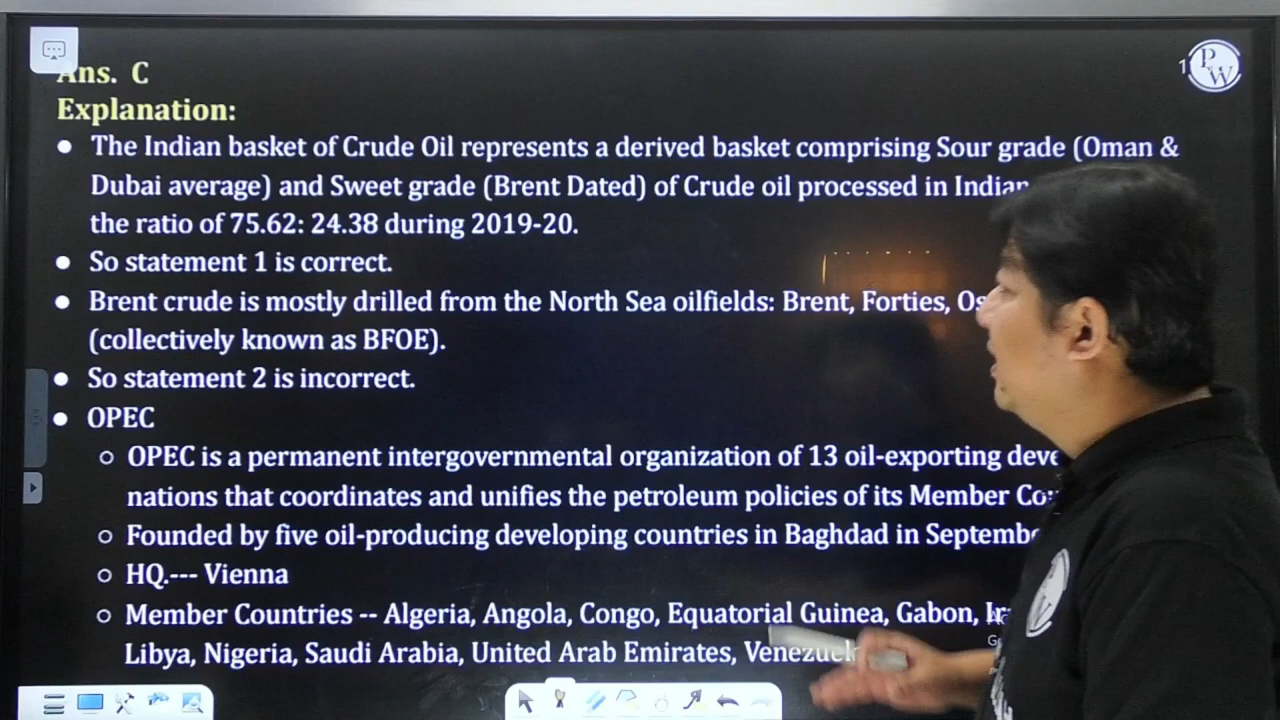 Ans. C
PW
Explanation:
● The Indian basket of Crude Oil represents a derived basket comprising Sour grade (Oman &
Dubai average) and Sweet grade (Brent Dated) of Crude oil processed in Indian
the ratio of 75.62: 24.38 during 2019-20.
● So statement 1 is correct.
● Brent crude is mostly drilled from the North Sea oilfields: Brent, Forties,
(collectively known as BFOE).
● So statement 2 is incorrect.
● OPEC
○ OPEC is a permanent intergovernmental organization of 13 oil-exporting
nations that coordinates and unifies the petroleum policies of its Member
○ Founded by five oil-producing developing countries in Baghdad in
○ HQ.--- Vienna
○ Member Countries -- Algeria, Angola, Congo, Equatorial Guinea, Gabon,
Libya, Nigeria, Saudi Arabia, United Arab Emirates, Venezuela